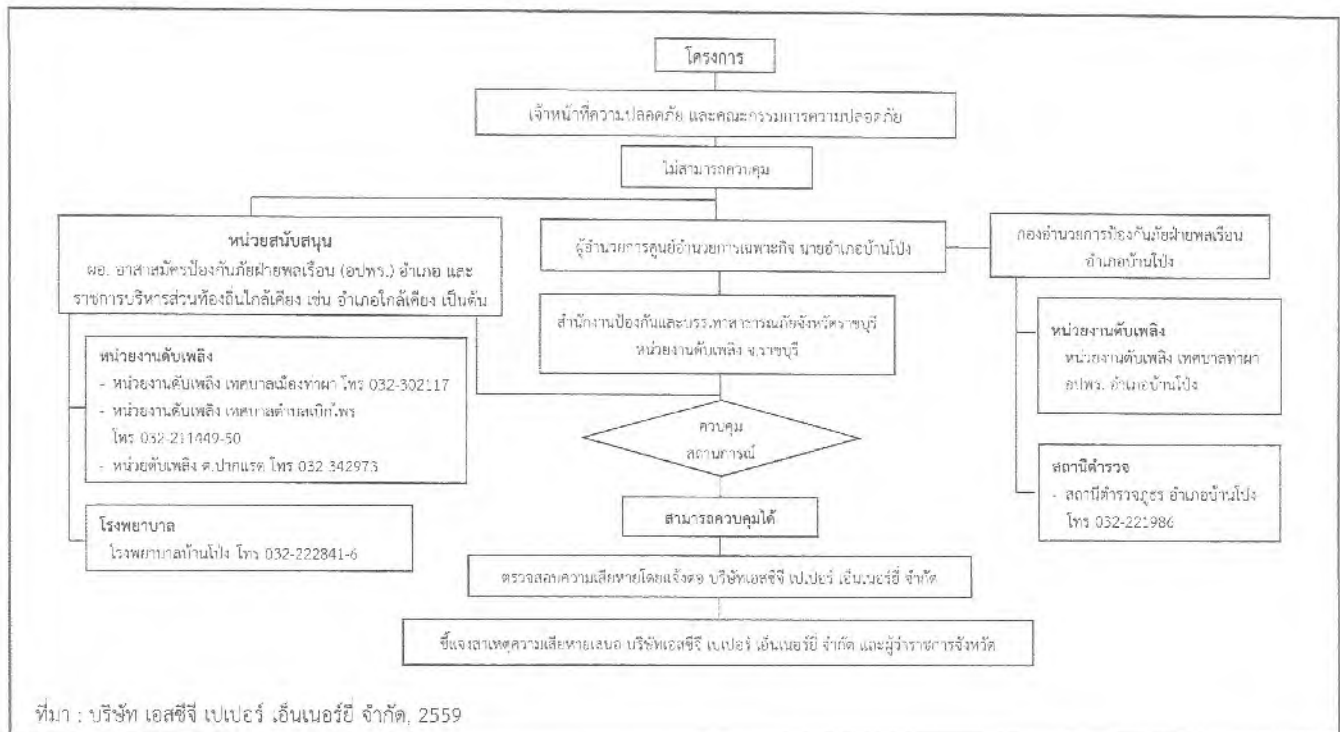 โครงการ
เจ้าหน้าที่ความปลอดภัย และคณะกรรมการความปลอดภัย
ไม่สามารถควบคุม
หน่วยสนับสนุน
ผอ. อาสาสมัครป้องกันภัยฝ่ายพลเรือน (อปพร.) อำเภอ และ
ราชการบริหารส่วนท้องถิ่นใกล้เคียง เช่น อำเภอใกล้เคียง เป็นต้น
ผู้อำนวยการศูนย์อำนวยการเฉพาะกิจ นายอำเภอบ้านโป่ง
กองอำนวยการป้องกันภัยฝ่ายพลเรือน
อำเภอบ้านโป่ง
สำนักงานป้องกันและบรรเทาสาธารณภัยจังหวัดราชบุรี
หน่วยงานดับเพลิง จ.ราชบุรี
หน่วยงานดับเพลิง
- หน่วยงานดับเพลิง เทศบาลเมืองท่าผา โทร 032-302117
- หน่วยงานดับเพลิง เทศบาลตำบลเบิกไพร
โทร 032-211449-50
- หน่วยดับเพลิง ต.ปากแรต โทร 032-342973
โรงพยาบาล
โรงพยาบาลบ้านโป่ง โทร 032-222841-6
หน่วยงานดับเพลิง
หน่วยงานดับเพลิง เทศบาลท่าผา
อปพร. อำเภอบ้านโป่ง
สถานีตำรวจ
- สถานีตำรวจภูธร อำเภอบ้านโป่ง
โทร 032-221986
ควบคุม
สถานการณ์
สามารถควบคุมได้
ตรวจสอบความเสียหายโดยแจ้งต่อ บริษัทเอสซีจี เปเปอร์ เอ็นเนอร์ยี่ จำกัด
ชี้แจงสาเหตุความเสียหายเสนอ บริษัทเอสซีจี เปเปอร์ เอ็นเนอร์ยี่ จำกัด และผู้ว่าราชการจังหวัด
ที่มา : บริษัท เอสซีจี เปเปอร์ เอ็นเนอร์ยี่ จำกัด, 2559